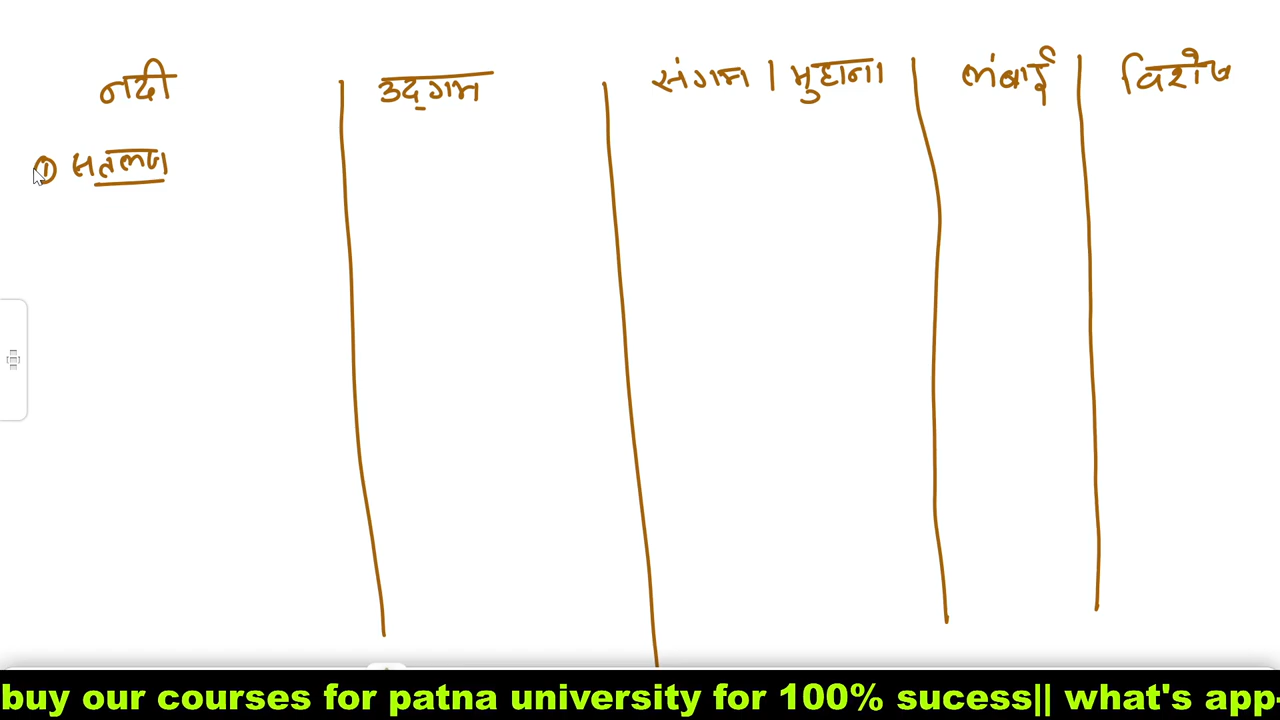 नदी उद्गम संगम | मुहाना लंबाई विशेष
① सतलज
buy our courses for patna university for 100% sucess|| what's app